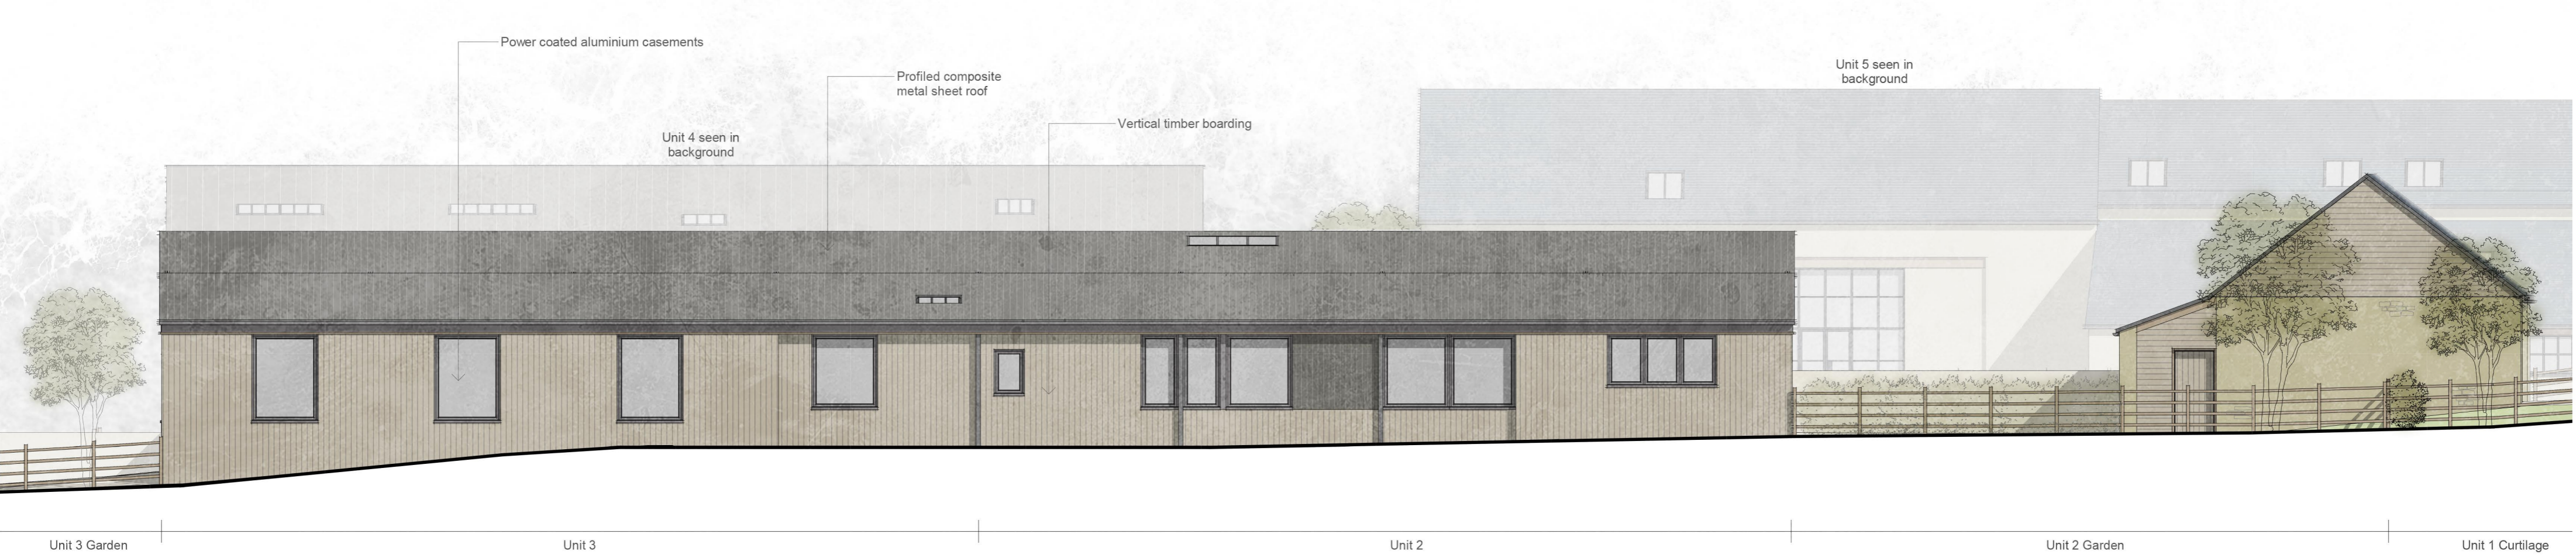 Power coated aluminium casements
Profiled composite
metal sheet roof
Vertical timber boarding
Unit 4 seen in
background
Unit 5 seen in
background
Unit 3 Garden
Unit 3
Unit 2
Unit 2 Garden
Unit 1 Curtilage